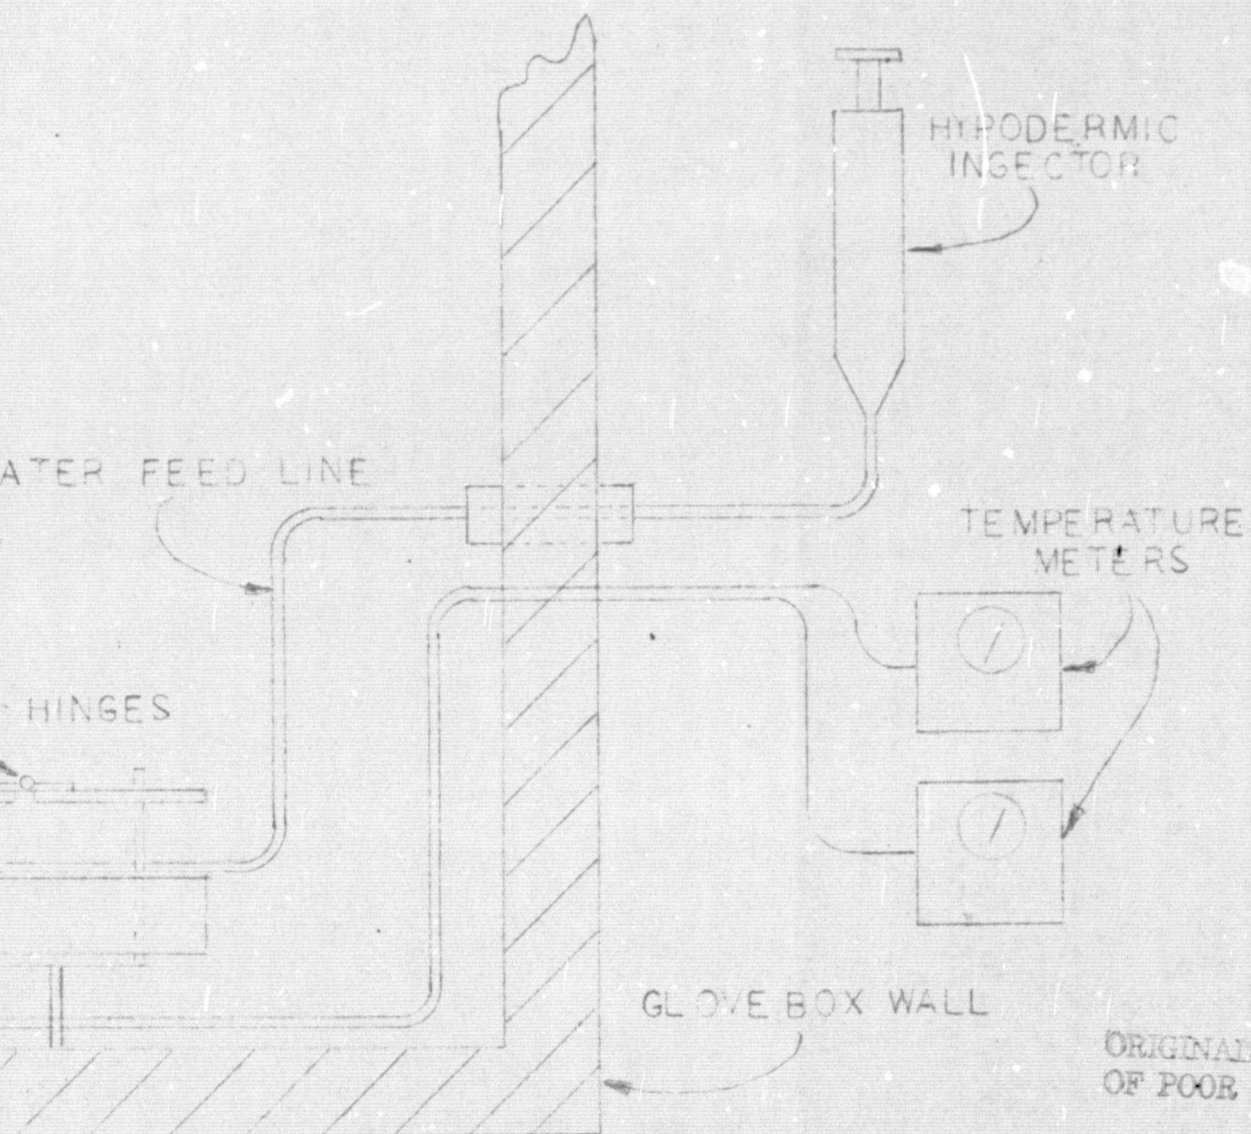 HYPODERMIC
INGECTOR
ATER FEED LINE
TEMPERATURE
METERS
HINGES
GLOVE BOX WALL
ORIGINAL
OF POOR